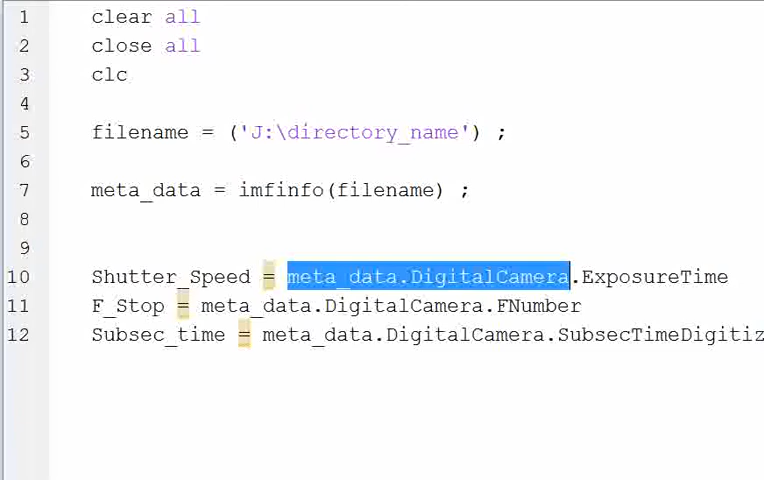 1 clear all
2 close all
3 clc
4
5 filename = ('J:\directory_name') ;
6
7 meta_data = imfinfo(filename) ;
8
9
10 Shutter_Speed = meta_data.DigitalCamera.ExposureTime
11 F_Stop = meta_data.DigitalCamera.FNumber
12 Subsec_time = meta_data.DigitalCamera.SubsecTimeDigitiz